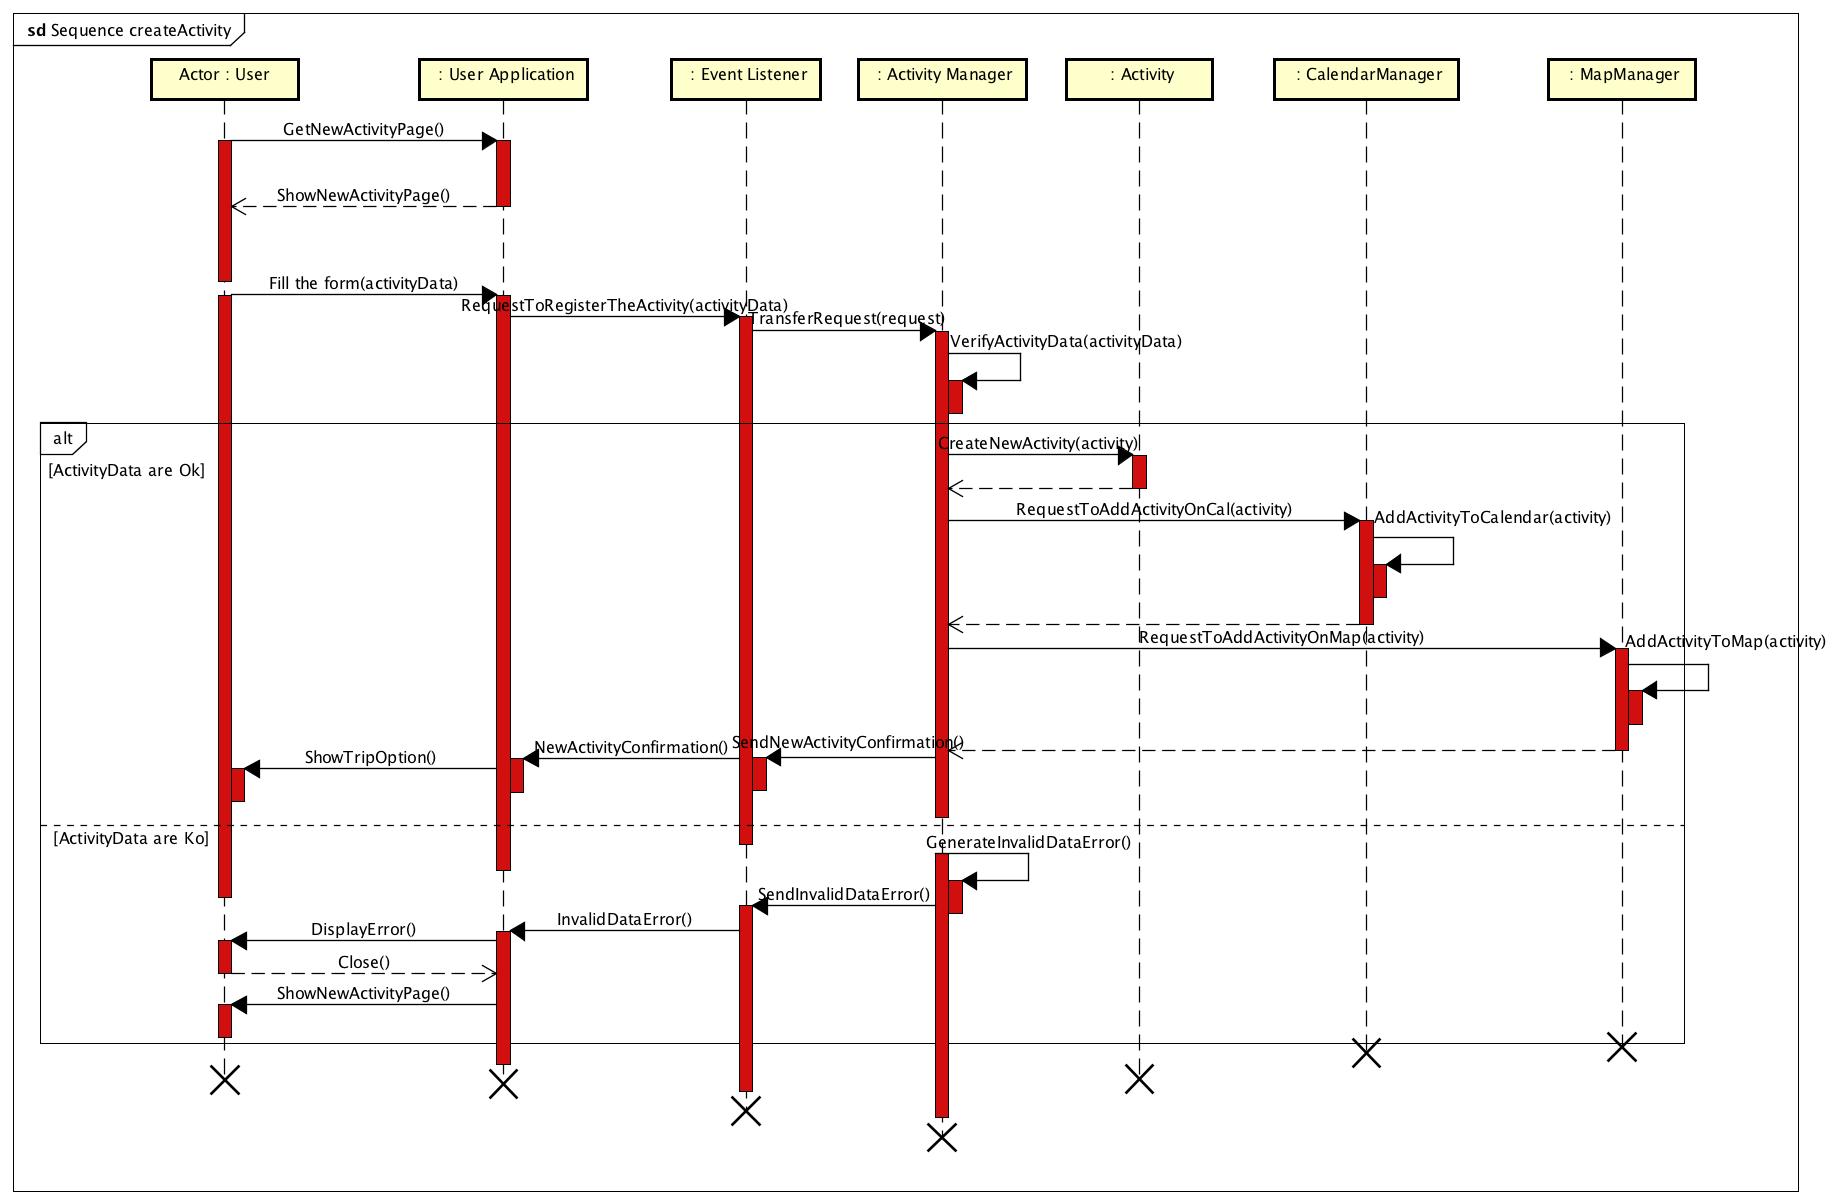 sd Sequence createActivity
Actor : User
: User Application
: Event Listener
: Activity Manager
: Activity
: CalendarManager
: MapManager
GetNewActivityPage()
ShowNewActivityPage()
Fill the form(activityData)
RequestToRegisterTheActivity(activityData)
TransferRequest(request)
VerifyActivityData(activityData)
alt
[ActivityData are Ok]
CreateNewActivity(activity)
RequestToAddActivityOnCal(activity)
AddActivityToCalendar(activity)
RequestToAddActivityOnMap(activity)
AddActivityToMap(activity)
SendNewActivityConfirmation()
NewActivityConfirmation()
ShowTripOption()
[ActivityData are Ko]
GenerateInvalidDataError()
SendInvalidDataError()
InvalidDataError()
DisplayError()
Close()
ShowNewActivityPage()